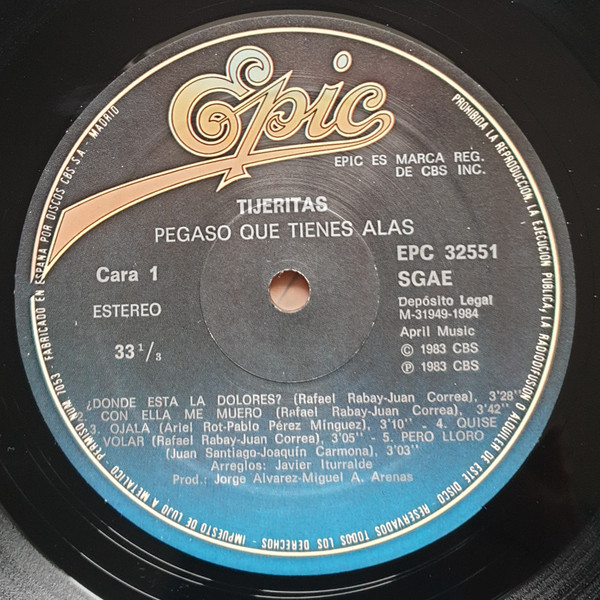 Epic
EPIC ES MARCA REG.
DE CBS INC.
TIJERITAS
PEGASO QUE TIENES ALAS
Cara 1
ESTEREO
33 1/3
EPC 32551
SGAE
Depósito Legal
M-31949-1984
April Music
© 1983 CBS
℗ 1983 CBS
¿DONDE ESTA LA DOLORES? (Rafael Rabay-Juan Correa), 3'28"
CON ELLA ME MUERO (Rafael Rabay-Juan Correa), 3'42"
3. OJALA (Ariel Rot-Pablo Pérez Mínguez), 3'10" - 4. QUISE
VOLAR (Rafael Rabay-Juan Correa), 3'05" - 5. PERO LLORO
(Juan Santiago-Joaquín Carmona), 3'03"
Arreglos: Javier Iturralde
Prod.: Jorge Alvarez-Miguel A. Arenas
PROHIBIDA LA REPRODUCCION, LA EJECUCION PUBLICA, LA RADIODIFUSION O ALQUILER DE ESTE DISCO RESERVADOS TODOS LOS DERECHOS - IMPUESTO DE LUJO A METALICO - PERMISO NUM. 7053 - FABRICADO EN ESPAÑA POR DISCOS CBS, S.A. - MADRID